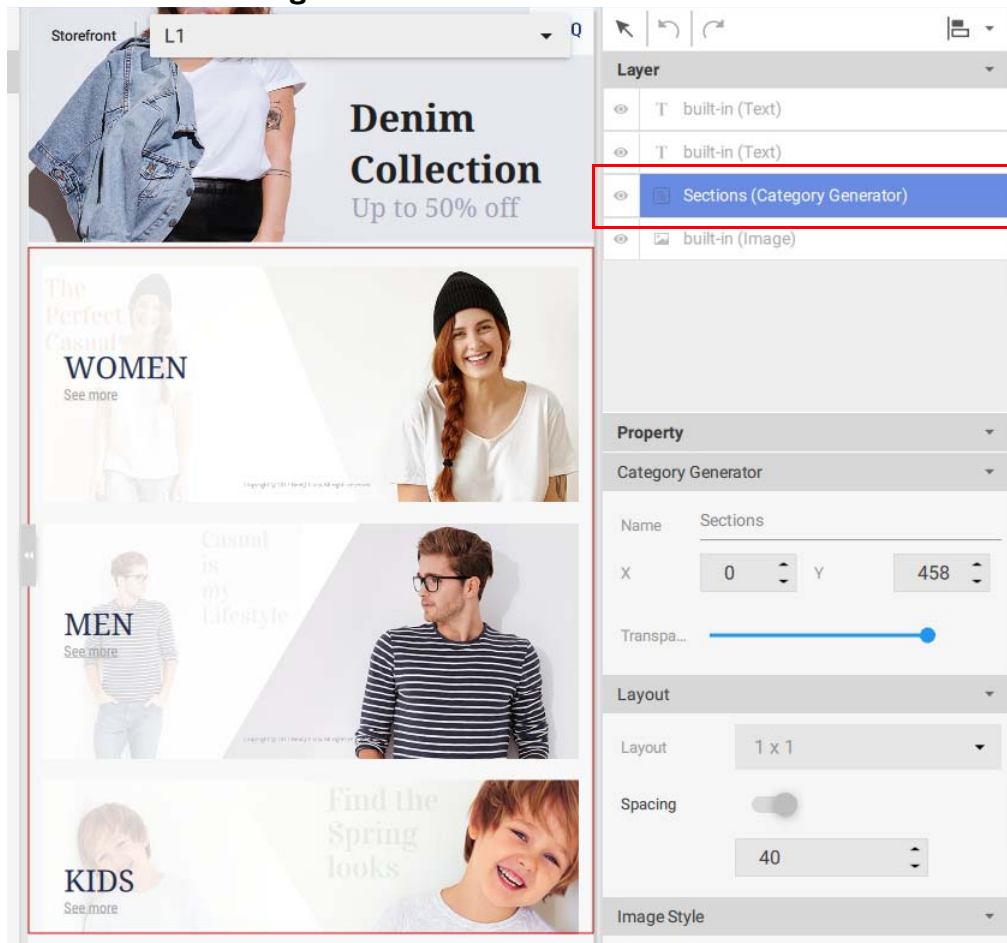 Storefront
L1
Q
Denim
Collection
Up to 50% off
The
Perfect
Casual
WOMEN
See more
Casual
is
my
Lifestyle
MEN
See more
Find the
Spring
looks
KIDS
See more
Layer
T built-in (Text)
T built-in (Text)
Sections (Category Generator)
built-in (Image)
Property
Category Generator
Name Sections
X 0 Y 458
Transpa...
Layout
Layout 1 x 1
Spacing
40
Image Style